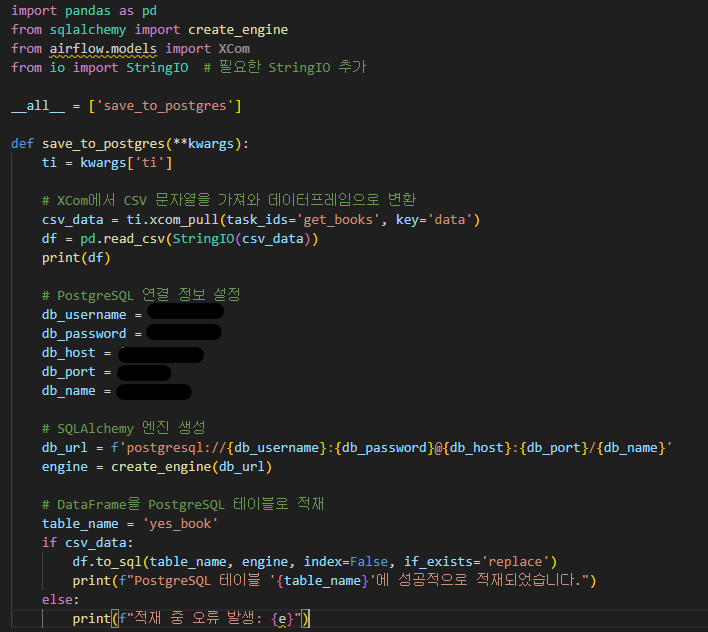 import pandas as pd
from sqlalchemy import create_engine
from airflow.models import XCom
from io import StringIO  # 필요한 StringIO 추가

__all__ = ['save_to_postgres']

def save_to_postgres(**kwargs):
    ti = kwargs['ti']

    # XCom에서 CSV 문자열을 가져와 데이터프레임으로 변환
    csv_data = ti.xcom_pull(task_ids='get_books', key='data')
    df = pd.read_csv(StringIO(csv_data))
    print(df)

    # PostgreSQL 연결 정보 설정
    db_username =
    db_password =
    db_host =
    db_port =
    db_name =

    # SQLAlchemy 엔진 생성
    db_url = f'postgresql://{db_username}:{db_password}@{db_host}:{db_port}/{db_name}'
    engine = create_engine(db_url)

    # DataFrame을 PostgreSQL 테이블로 적재
    table_name = 'yes_book'
    if csv_data:
        df.to_sql(table_name, engine, index=False, if_exists='replace')
        print(f"PostgreSQL 테이블 '{table_name}'에 성공적으로 적재되었습니다.")
    else:
        print(f"적재 중 오류 발생: {e}")